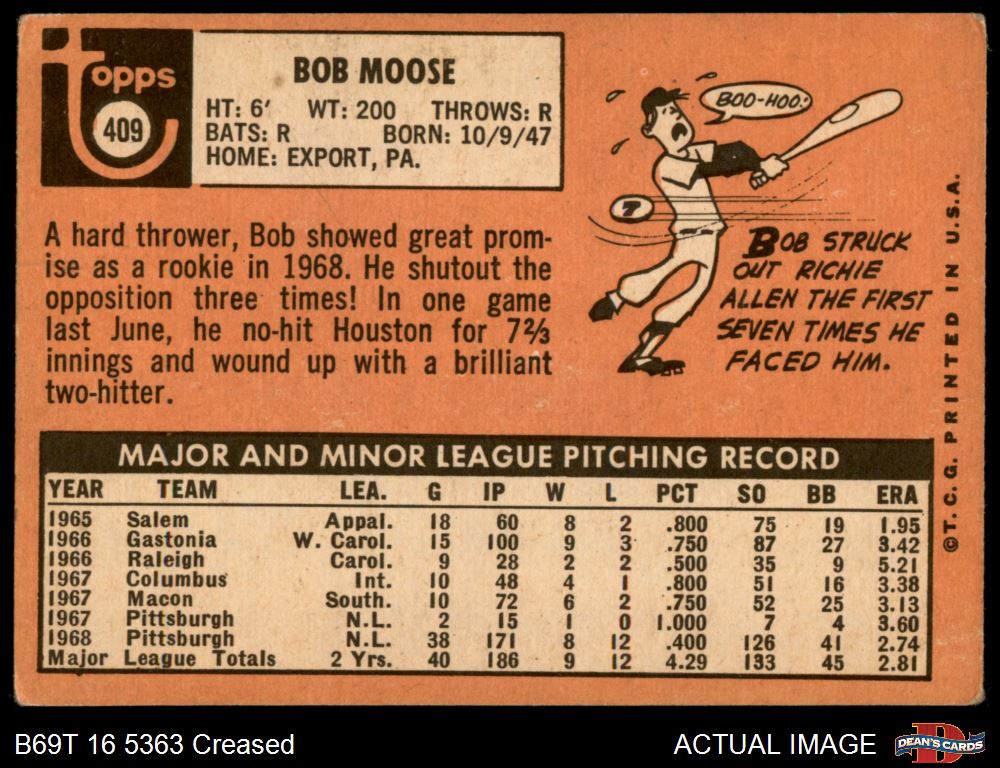 topps
409
BOB MOOSE
HT: 6' WT: 200 THROWS: R
BATS: R BORN: 10/9/47
HOME: EXPORT, PA.
A hard thrower, Bob showed great prom-
ise as a rookie in 1968. He shutout the
opposition three times! In one game
last June, he no-hit Houston for 7⅔
innings and wound up with a brilliant
two-hitter.
BOO-HOO!
7
BOB STRUCK
OUT RICHIE
ALLEN THE FIRST
SEVEN TIMES HE
FACED HIM.
©T.C.G. PRINTED IN U.S.A.
MAJOR AND MINOR LEAGUE PITCHING RECORD
YEAR TEAM LEA. G IP W L PCT SO BB ERA
1965 Salem Appal. 18 60 8 2 .800 75 19 1.95
1966 Gastonia W. Carol. 15 100 9 3 .750 87 27 3.42
1966 Raleigh Carol. 9 28 2 2 .500 35 9 5.21
1967 Columbus Int. 10 48 4 1 .800 51 16 3.38
1967 Macon South. 10 72 6 2 .750 52 25 3.13
1967 Pittsburgh N.L. 2 15 1 0 1.000 7 4 3.60
1968 Pittsburgh N.L. 38 171 8 12 .400 126 41 2.74
Major League Totals 2 Yrs. 40 186 9 12 4.29 133 45 2.81
B69T 16 5363 Creased
ACTUAL IMAGE
D
DEAN'S CARDS